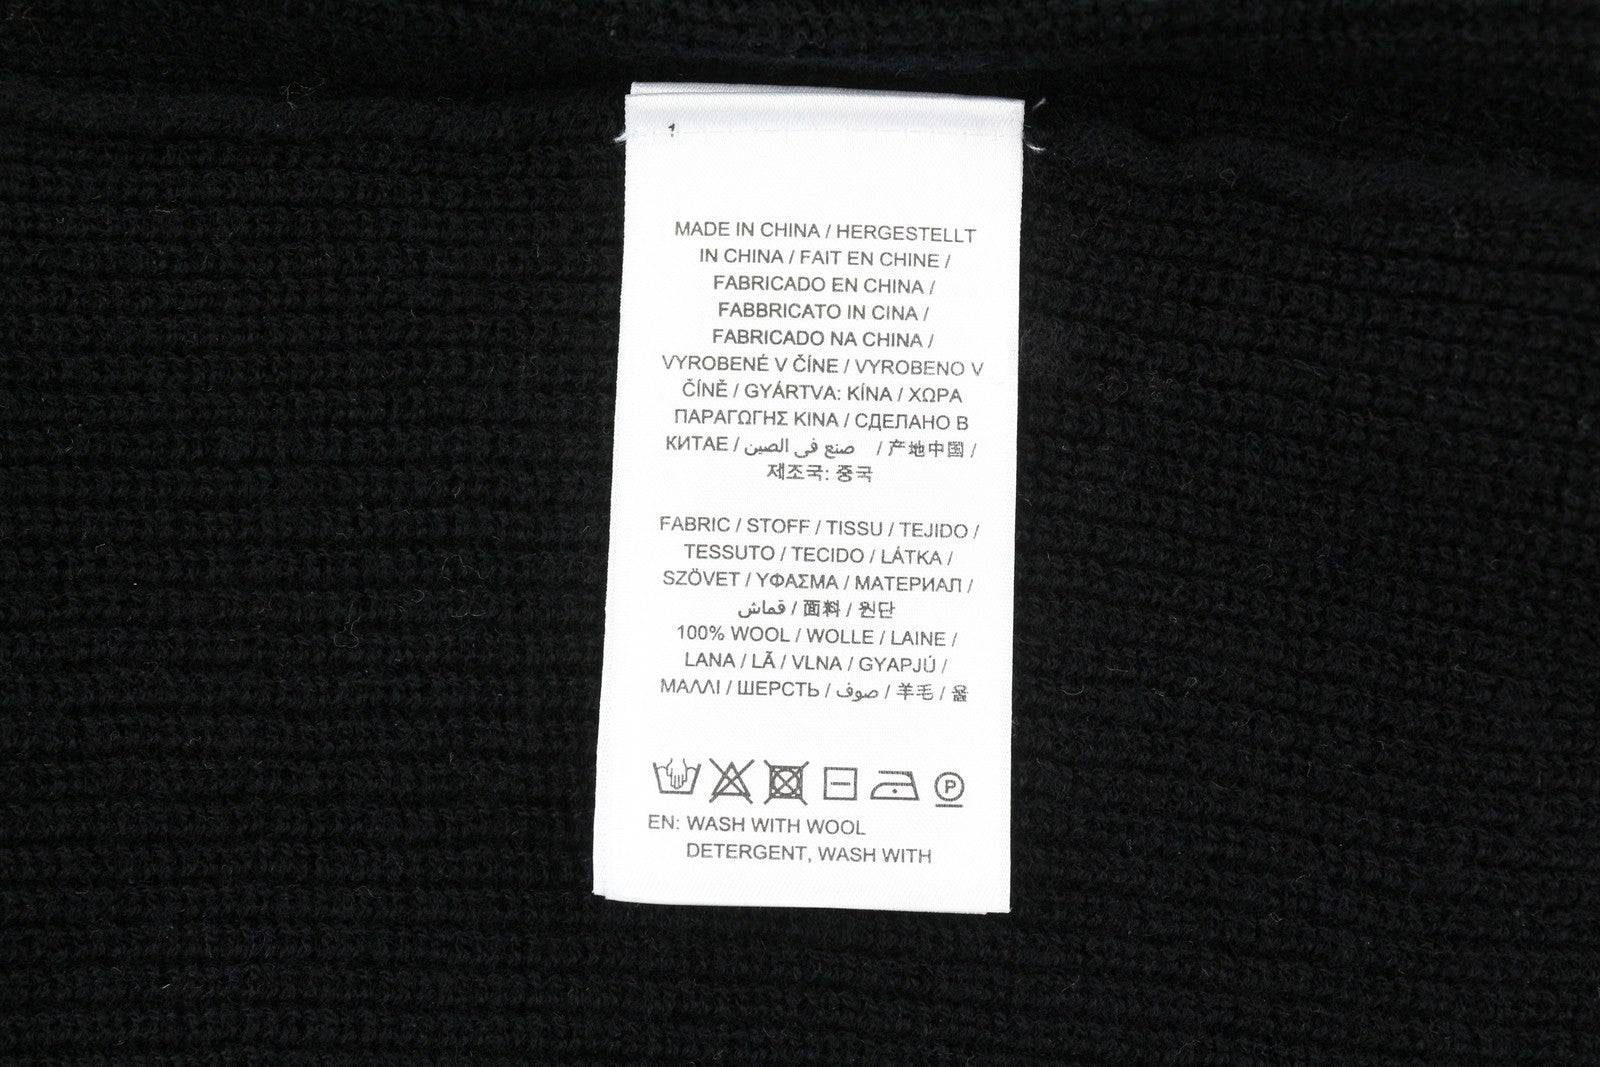 1
MADE IN CHINA / HERGESTELLT
IN CHINA / FAIT EN CHINE /
FABRICADO EN CHINA /
FABBRICATO IN CINA /
FABRICADO NA CHINA /
VYROBENÉ V ČÍNE / VYROBENO V
ČÍNĚ / GYÁRTVA: KÍNA / ΧΩΡΑ
ΠΑΡΑΓΩΓΗΣ ΚΙΝΑ / СДЕЛАНО В
КИТАЕ / صنع في الصين / 产地中国 /
제조국: 중국
FABRIC / STOFF / TISSU / TEJIDO /
TESSUTO / TECIDO / LÁTKA /
SZÖVET / ΥΦΑΣΜΑ / МАТЕРИАЛ /
قماش / 面料 / 원단
100% WOOL / WOLLE / LAINE /
LANA / LÃ / VLNA / GYAPJÚ /
ΜΑΛΛΙ / ШЕРСТЬ / صوف / 羊毛 / 울
P
EN: WASH WITH WOOL
DETERGENT, WASH WITH